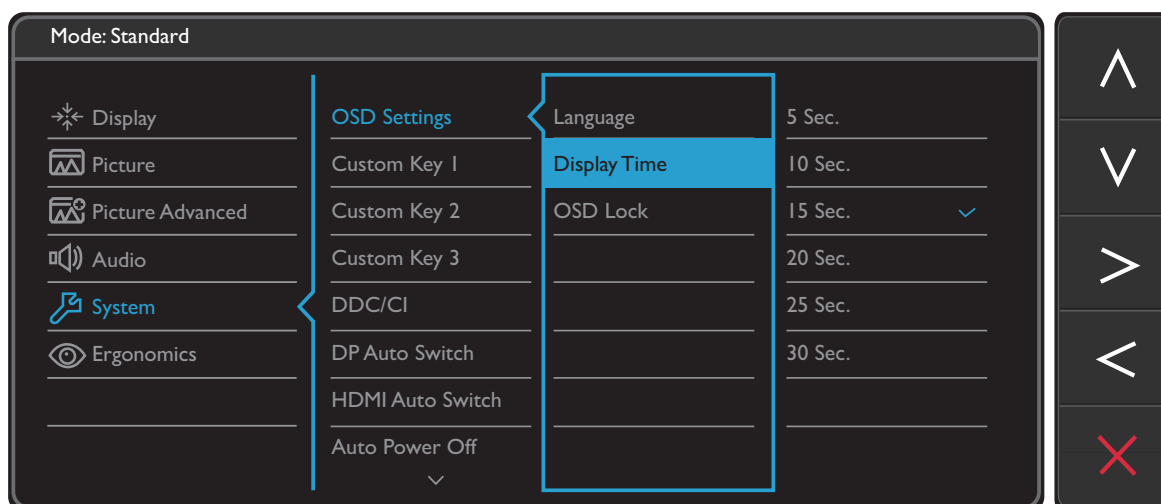 Mode: Standard
Display
Picture
Picture Advanced
Audio
System
Ergonomics
OSD Settings
Custom Key 1
Custom Key 2
Custom Key 3
DDC/CI
DP Auto Switch
HDMI Auto Switch
Auto Power Off
Language
Display Time
OSD Lock
5 Sec.
10 Sec.
15 Sec.
20 Sec.
25 Sec.
30 Sec.